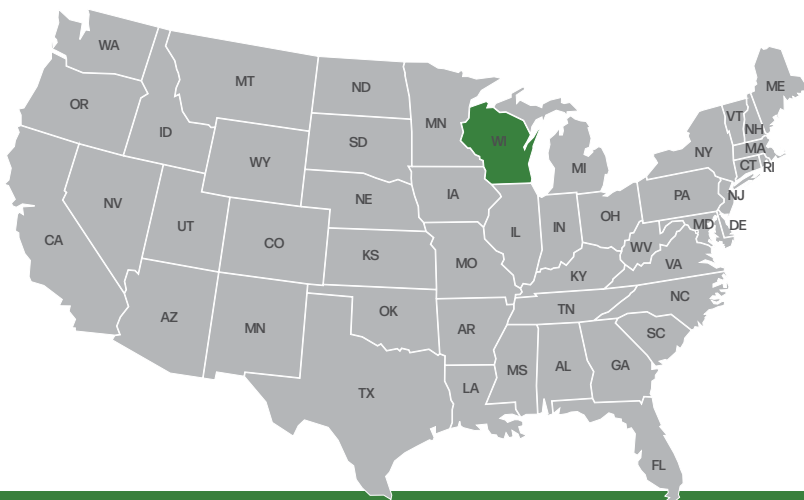 WA
MT
ND
MN
OR
ID
WY
SD
WI
MI
ME
VT
NH
NY
MA
CT
RI
NV
UT
CO
NE
IA
IL
IN
OH
PA
NJ
MD
DE
WV
VA
CA
KS
MO
KY
AZ
MN
OK
AR
TN
NC
SC
TX
LA
MS
AL
GA
FL